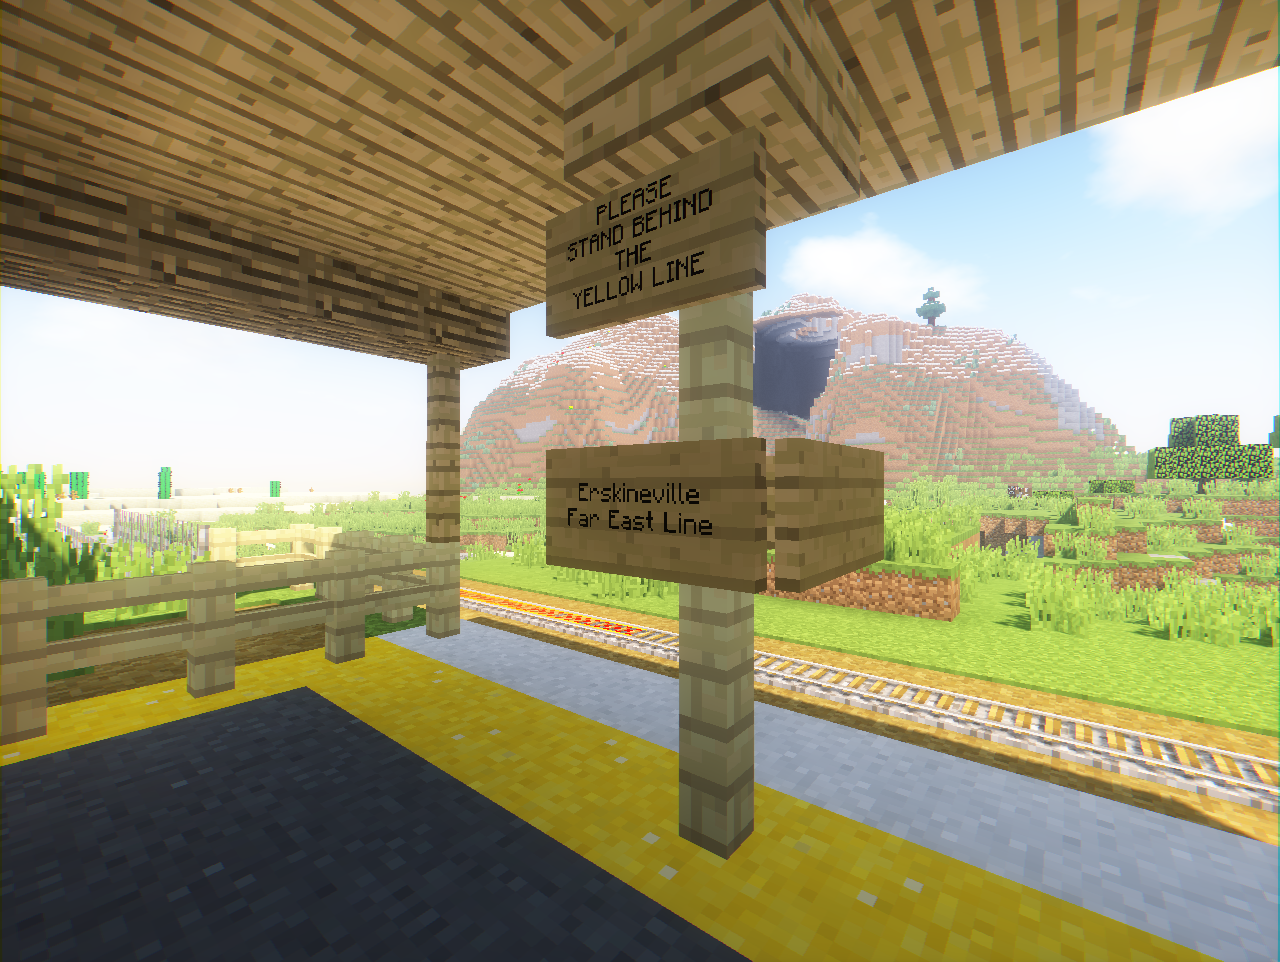 PLEASE
STAND BEHIND
THE
YELLOW LINE
Erskineville
Far East Line